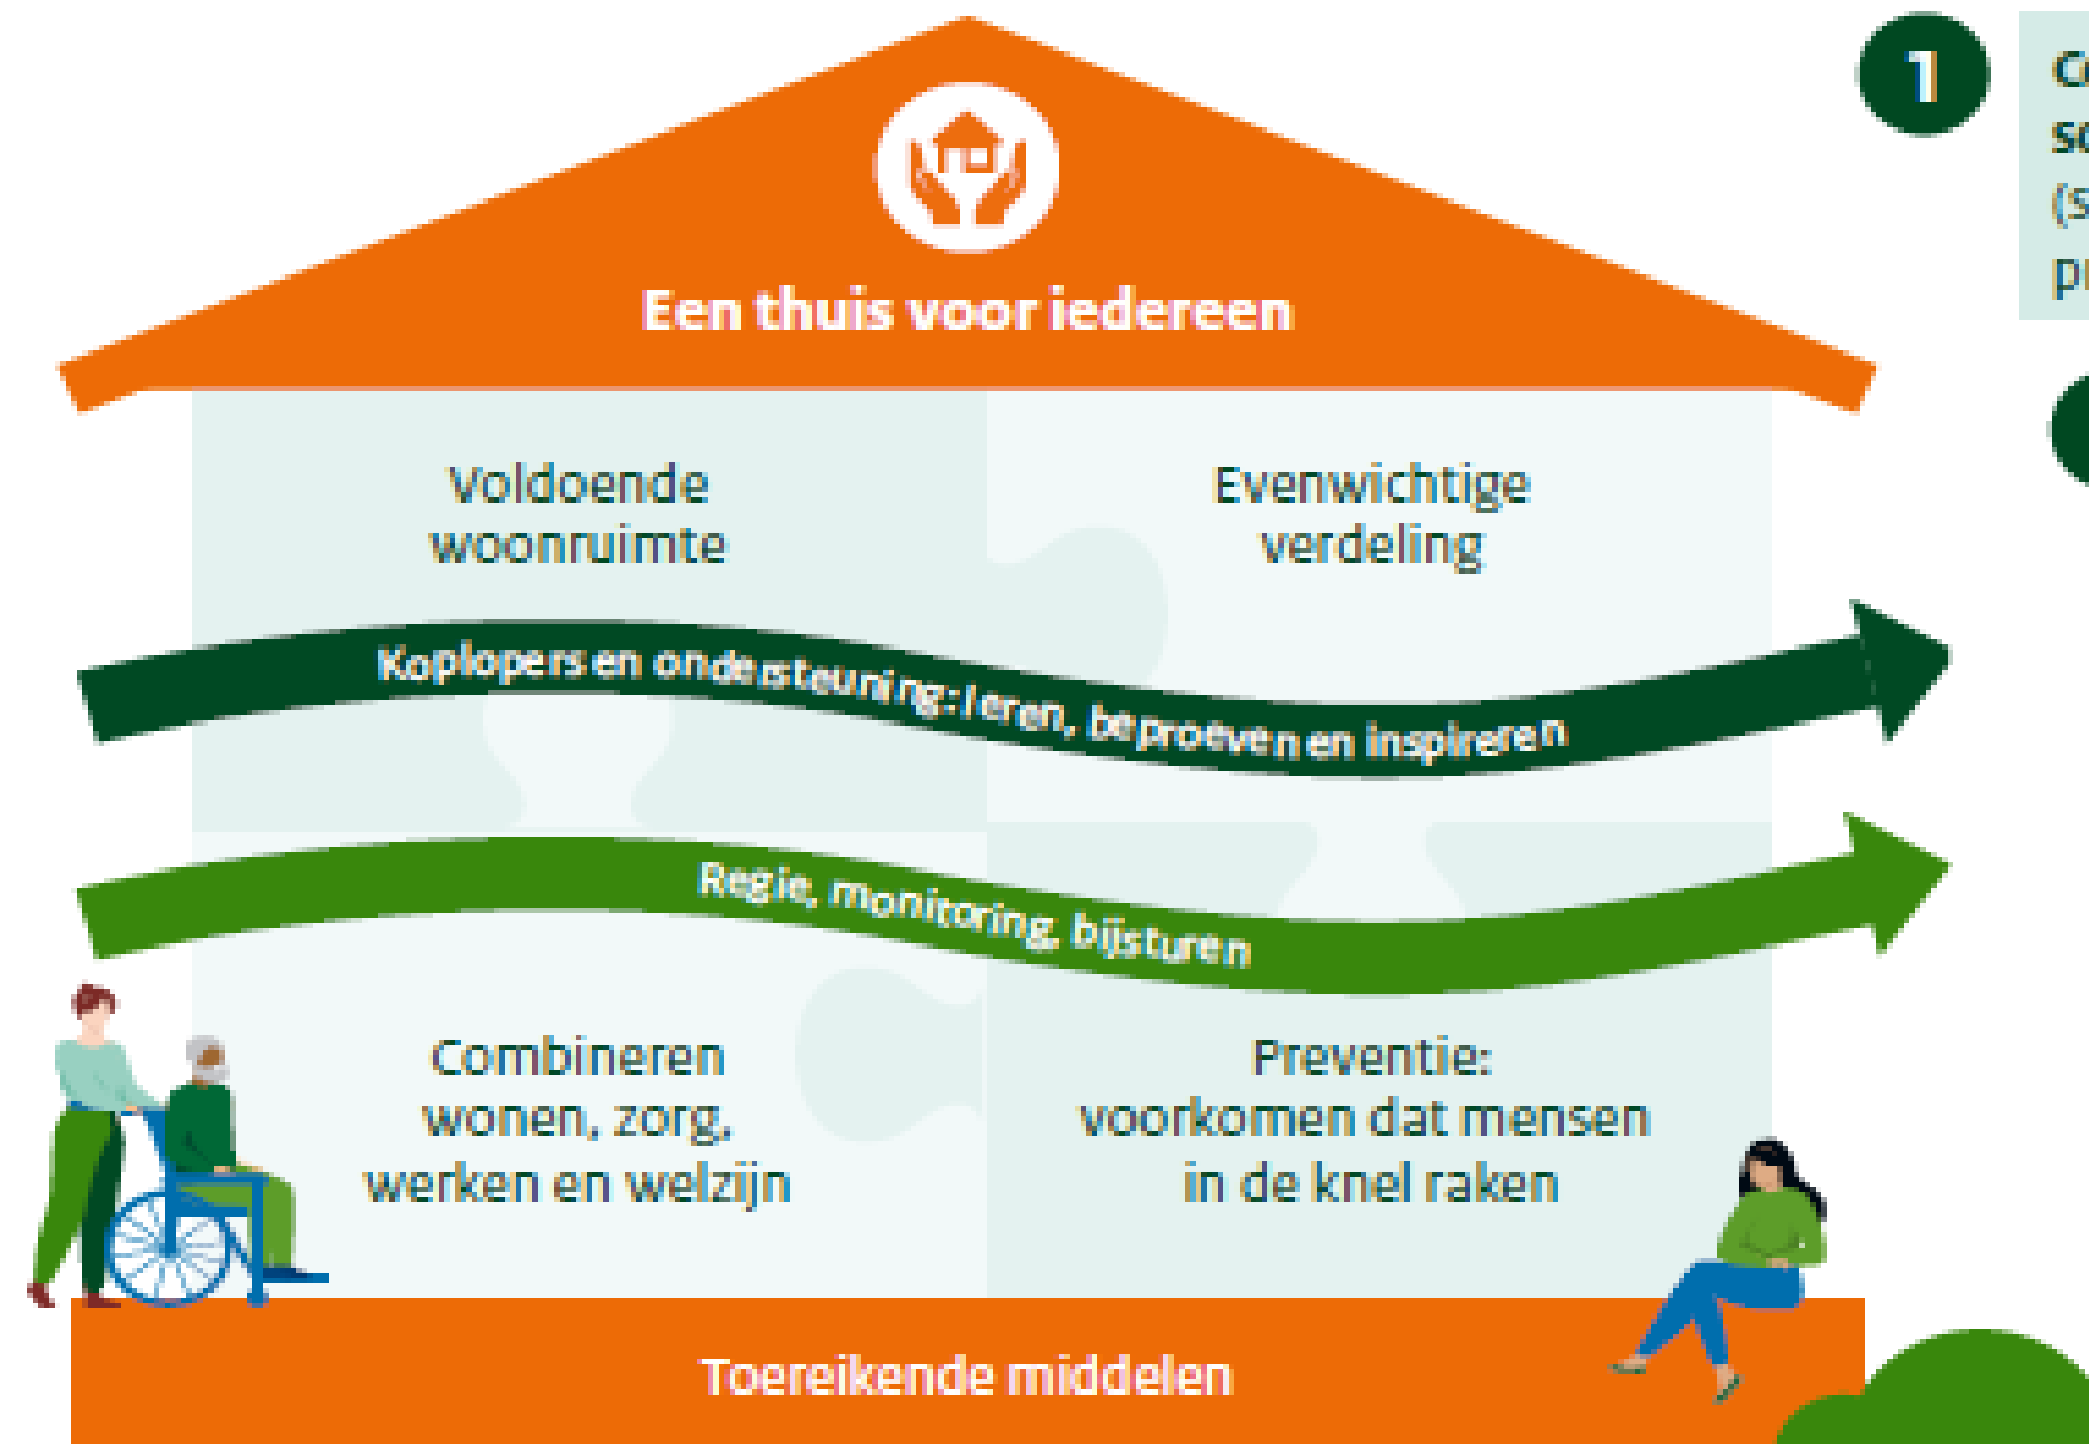 Een thuis voor iedereen
Voldoende
woonruimte
Evenwichtige
verdeling
Koplopers en ondersteuning: leren, beproeven en inspireren
Regie, monitoring, bijsturen
Combineren
wonen, zorg,
werken en welzijn
Preventie:
voorkomen dat mensen
in de knel raken
Toereikende middelen
1